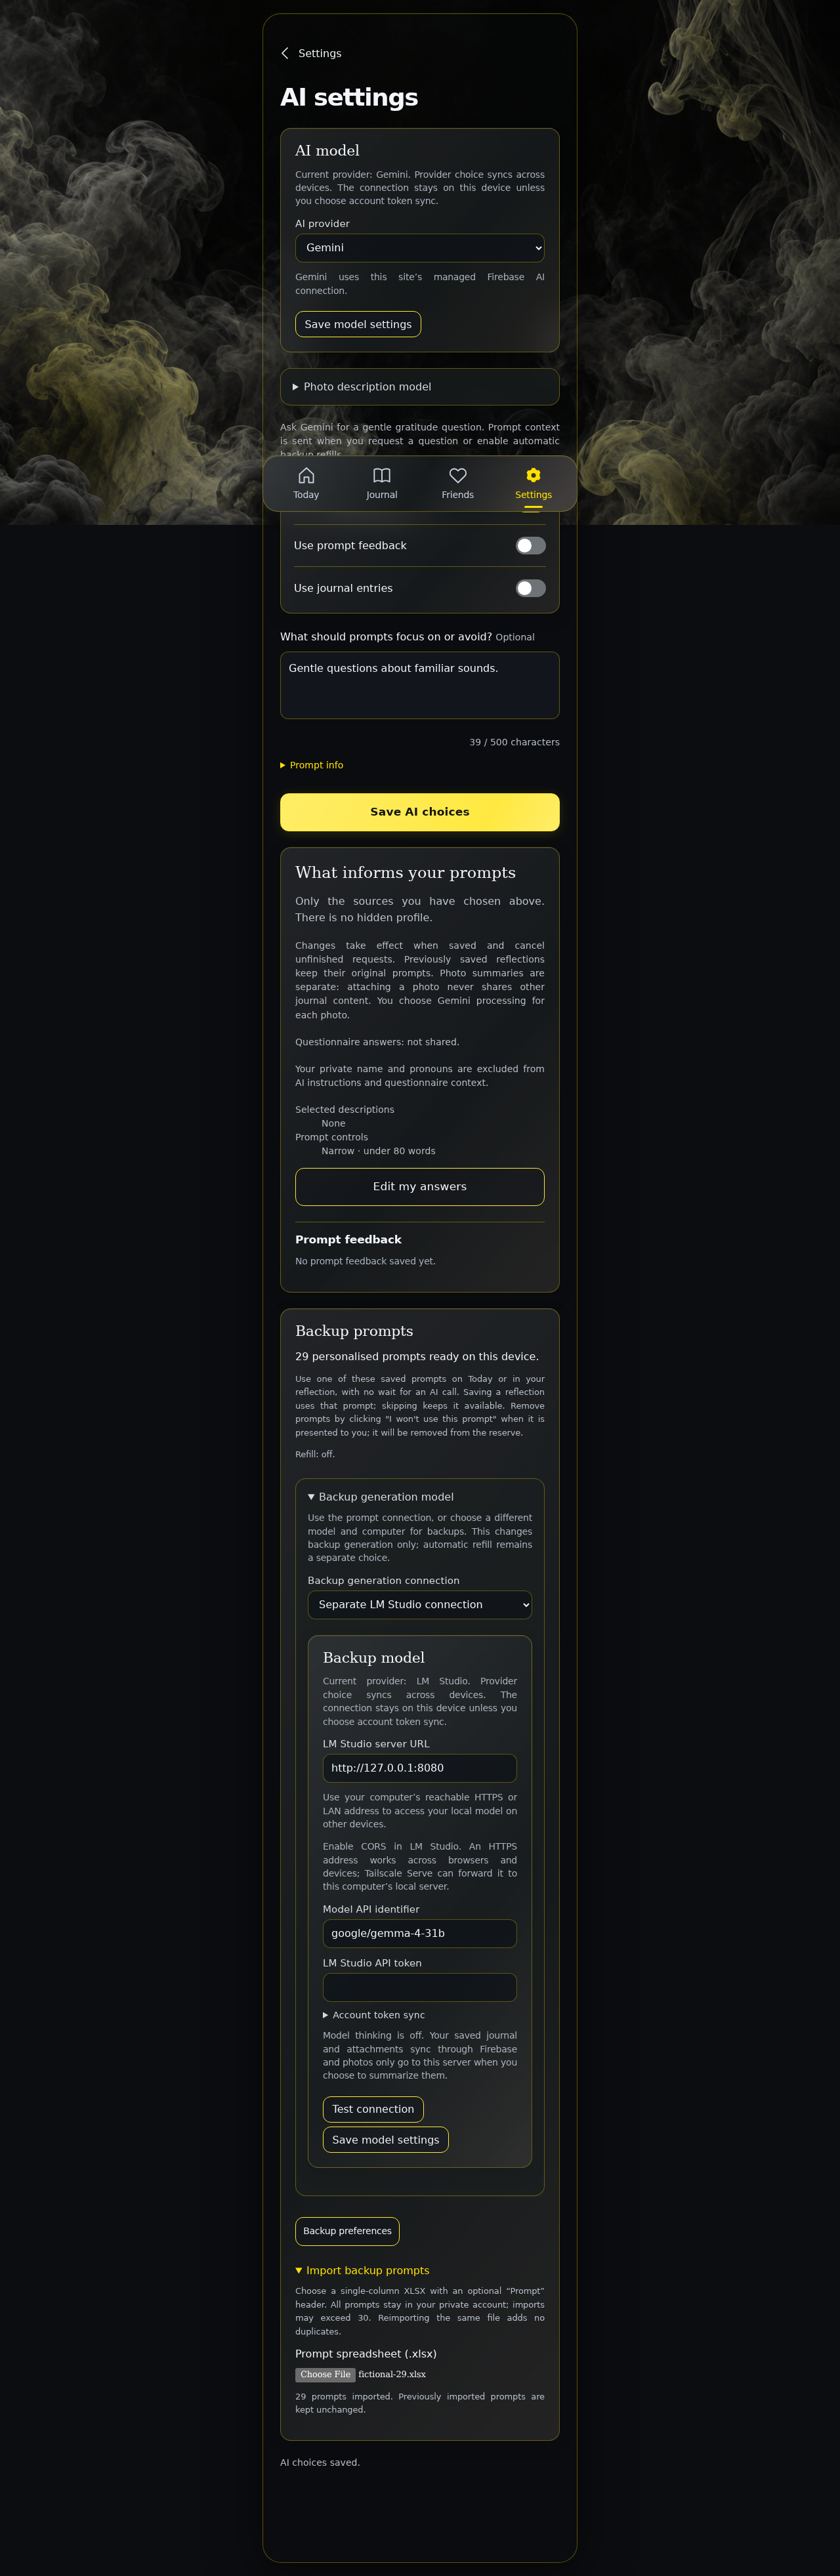 Settings
AI settings
AI model
Current provider: Gemini. Provider choice syncs across
devices. The connection stays on this device unless
you choose account token sync.
AI provider
Gemini
Gemini uses this site’s managed Firebase AI
connection.
Save model settings
Photo description model
Ask Gemini for a gentle gratitude question. Prompt context
is sent when you request a question or enable automatic
backup refills.
Today
Journal
Friends
Settings
Use prompt feedback
Use journal entries
What should prompts focus on or avoid? Optional
Gentle questions about familiar sounds.
39 / 500 characters
Prompt info
Save AI choices
What informs your prompts
Only the sources you have chosen above.
There is no hidden profile.
Changes take effect when saved and cancel
unfinished requests. Previously saved reflections
keep their original prompts. Photo summaries are
separate: attaching a photo never shares other
journal content. You choose Gemini processing for
each photo.
Questionnaire answers: not shared.
Your private name and pronouns are excluded from
AI instructions and questionnaire context.
Selected descriptions
None
Prompt controls
Narrow · under 80 words
Edit my answers
Prompt feedback
No prompt feedback saved yet.
Backup prompts
29 personalised prompts ready on this device.
Use one of these saved prompts on Today or in your
reflection, with no wait for an AI call. Saving a reflection
uses that prompt; skipping keeps it available. Remove
prompts by clicking "I won't use this prompt" when it is
presented to you; it will be removed from the reserve.
Refill: off.
Backup generation model
Use the prompt connection, or choose a different
model and computer for backups. This changes
backup generation only; automatic refill remains
a separate choice.
Backup generation connection
Separate LM Studio connection
Backup model
Current provider: LM Studio. Provider
choice syncs across devices. The
connection stays on this device unless you
choose account token sync.
LM Studio server URL
http://127.0.0.1:8080
Use your computer’s reachable HTTPS or
LAN address to access your local model on
other devices.
Enable CORS in LM Studio. An HTTPS
address works across browsers and
devices; Tailscale Serve can forward it to
this computer’s local server.
Model API identifier
google/gemma-4-31b
LM Studio API token
Account token sync
Model thinking is off. Your saved journal
and attachments sync through Firebase
and photos only go to this server when you
choose to summarize them.
Test connection
Save model settings
Backup preferences
Import backup prompts
Choose a single-column XLSX with an optional “Prompt”
header. All prompts stay in your private account; imports
may exceed 30. Reimporting the same file adds no
duplicates.
Prompt spreadsheet (.xlsx)
Choose File fictional-29.xlsx
29 prompts imported. Previously imported prompts are
kept unchanged.
AI choices saved.